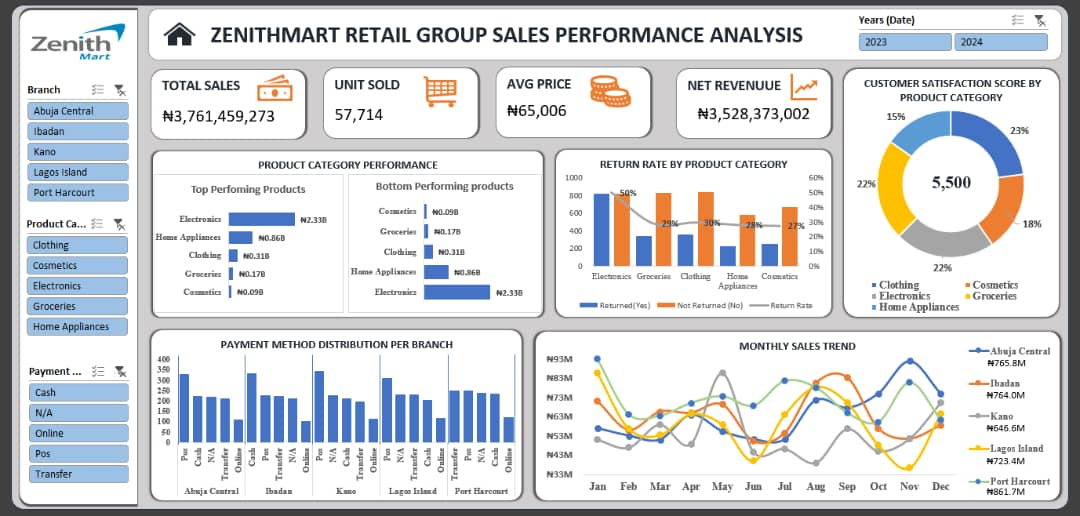 Zenith
Mart
ZENITHMART RETAIL GROUP SALES PERFORMANCE ANALYSIS
Years (Date)
2023
2024
Branch
Abuja Central
Ibadan
Kano
Lagos Island
Port Harcourt
Product Ca...
Clothing
Cosmetics
Electronics
Groceries
Home Appliances
Payment ...
Cash
N/A
Online
Pos
Transfer
TOTAL SALES
₦3,761,459,273
UNIT SOLD
57,714
AVG PRICE
₦65,006
NET REVENUUE
₦3,528,373,002
CUSTOMER SATISFACTION SCORE BY
PRODUCT CATEGORY
15%
23%
22%
5,500
18%
22%
Clothing
Cosmetics
Electronics
Groceries
Home Appliances
PRODUCT CATEGORY PERFORMANCE
Top Perfoming Products
Electronics ₦2.33B
Home Appliances ₦0.86B
Clothing ₦0.31B
Groceries ₦0.17B
Cosmetics ₦0.09B
Bottom Performing products
Cosmetics ₦0.09B
Groceries ₦0.17B
Clothing ₦0.31B
Home Appliances ₦0.86B
Electronics ₦2.33B
RETURN RATE BY PRODUCT CATEGORY
1000
800
600
400
200
0
60%
50%
40%
30%
20%
10%
0%
50%
29%
30%
28%
27%
Electronics Groceries Clothing Home Appliances Cosmetics
Returned(Yes) Not Returned (No) Return Rate
PAYMENT METHOD DISTRIBUTION PER BRANCH
400
350
300
250
200
150
100
50
0
Pos Cash N/A Transfer Online
Cash Pos Transfer N/A Online
Pos N/A Cash Transfer Online
Pos N/A Cash Transfer Online
Pos Transfer N/A Cash Online
Abuja Central Ibadan Kano Lagos Island Port Harcourt
MONTHLY SALES TREND
₦93M
₦83M
₦73M
₦63M
₦53M
₦43M
₦33M
Jan Feb Mar Apr May Jun Jul Aug Sep Oct Nov Dec
Abuja Central
₦765.8M
Ibadan
₦764.0M
Kano
₦646.6M
Lagos Island
₦723.4M
Port Harcourt
₦861.7M